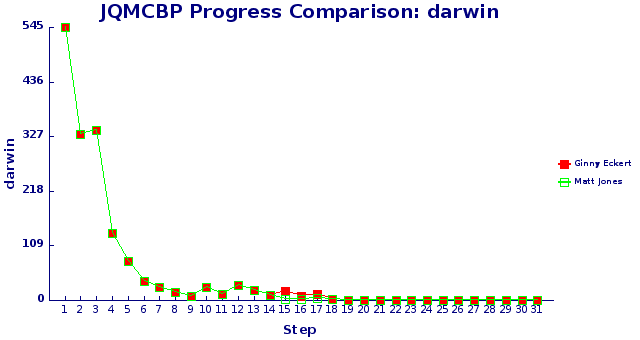 JQMCBP Progress Comparison: darwin
545
436
327
218
109
0
darwin
1 2 3 4 5 6 7 8 9 10 11 12 13 14 15 16 17 18 19 20 21 22 23 24 25 26 27 28 29 30 31
Step
Ginny Eckert
Matt Jones